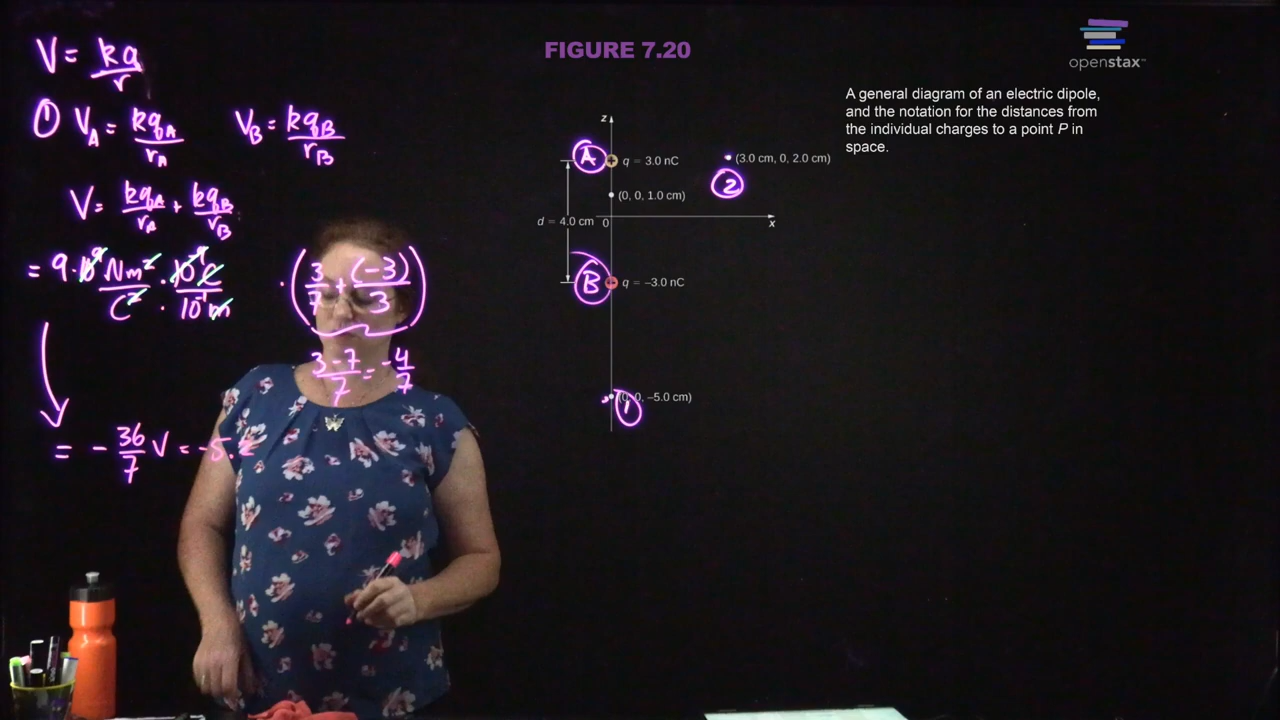 V = kq/r
① V_A = kq_A/r_A V_B = kq_B/r_B
V = kq_A/r_A + kq_B/r_B
= 9·10⁹ Nm²/C² · 10⁻⁹C/10⁻¹m · (3/7 + (-3)/3)
3-7/7 = -4/7
= - 36/7 V = -5.2
FIGURE 7.20
openstax™
A general diagram of an electric dipole,
and the notation for the distances from
the individual charges to a point P in
space.
z
A + q = 3.0 nC
(3.0 cm, 0, 2.0 cm)
②
(0, 0, 1.0 cm)
d = 4.0 cm 0
x
B q = −3.0 nC
① 0, −5.0 cm)